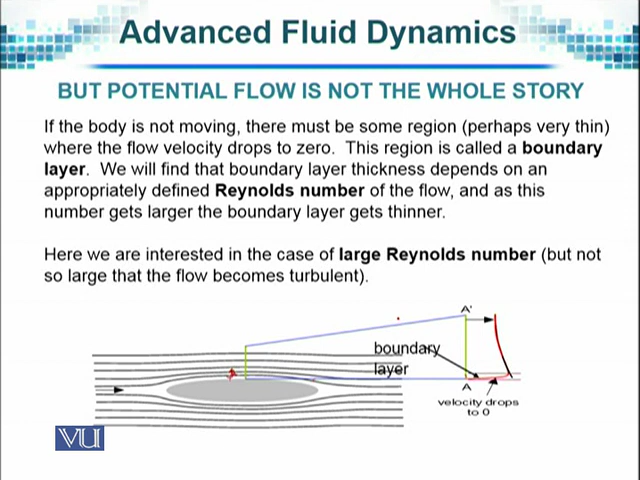 Advanced Fluid Dynamics
BUT POTENTIAL FLOW IS NOT THE WHOLE STORY
If the body is not moving, there must be some region (perhaps very thin)
where the flow velocity drops to zero. This region is called a boundary
layer. We will find that boundary layer thickness depends on an
appropriately defined Reynolds number of the flow, and as this
number gets larger the boundary layer gets thinner.
Here we are interested in the case of large Reynolds number (but not
so large that the flow becomes turbulent).
A'
boundary
layer
A
velocity drops
to 0
VU